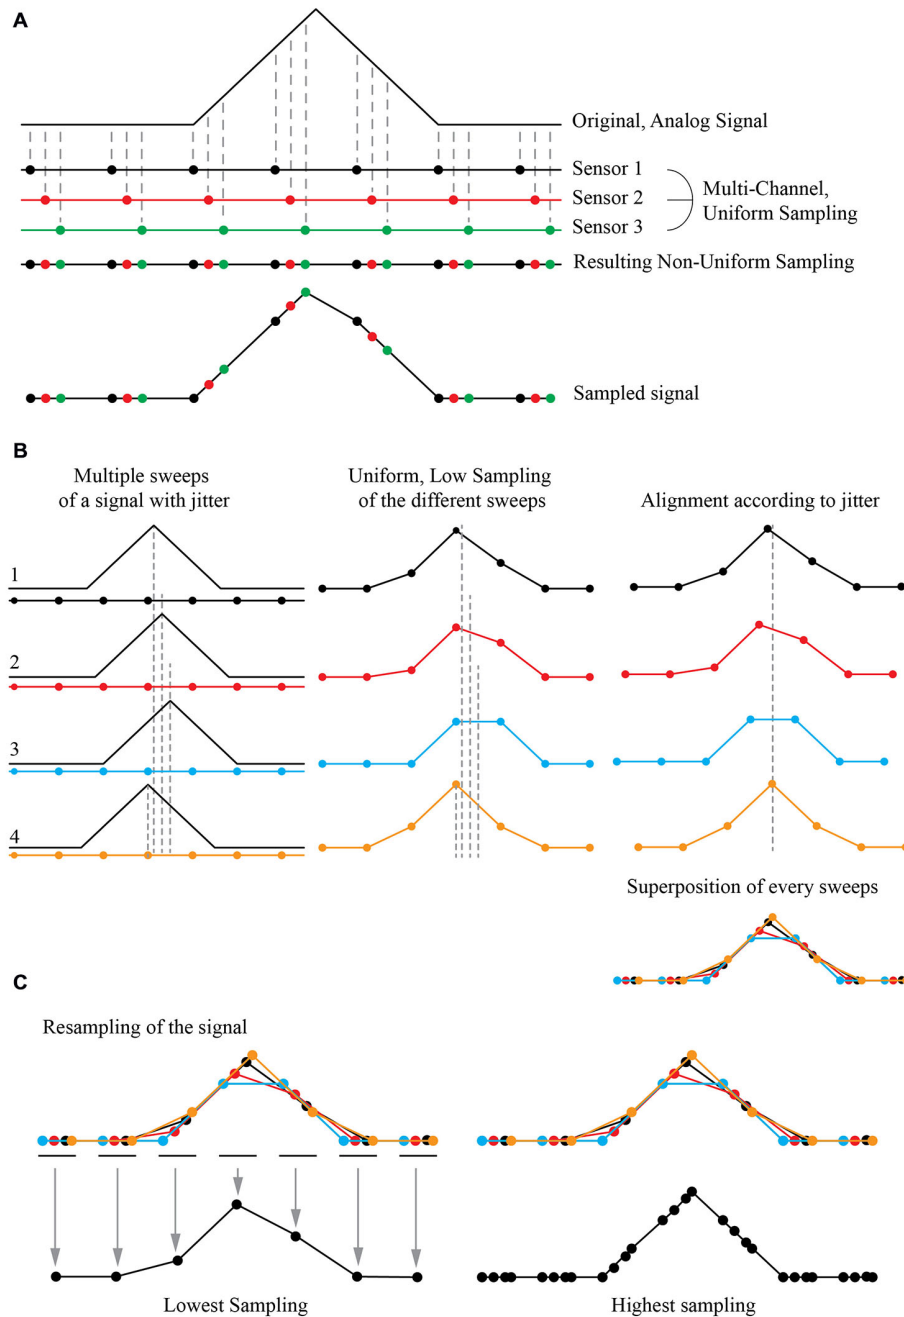 A
Original, Analog Signal
Sensor 1
Sensor 2
Sensor 3
Multi-Channel,
Uniform Sampling
Resulting Non-Uniform Sampling
Sampled signal
B
Multiple sweeps
of a signal with jitter
Uniform, Low Sampling
of the different sweeps
Alignment according to jitter
1
2
3
4
Superposition of every sweeps
C
Resampling of the signal
Lowest Sampling
Highest sampling